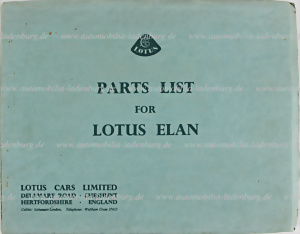 LOTUS
PARTS LIST
FOR
LOTUS ELAN
LOTUS CARS LIMITED
DELAMARE ROAD · CHESHUNT
HERTFORDSHIRE · ENGLAND